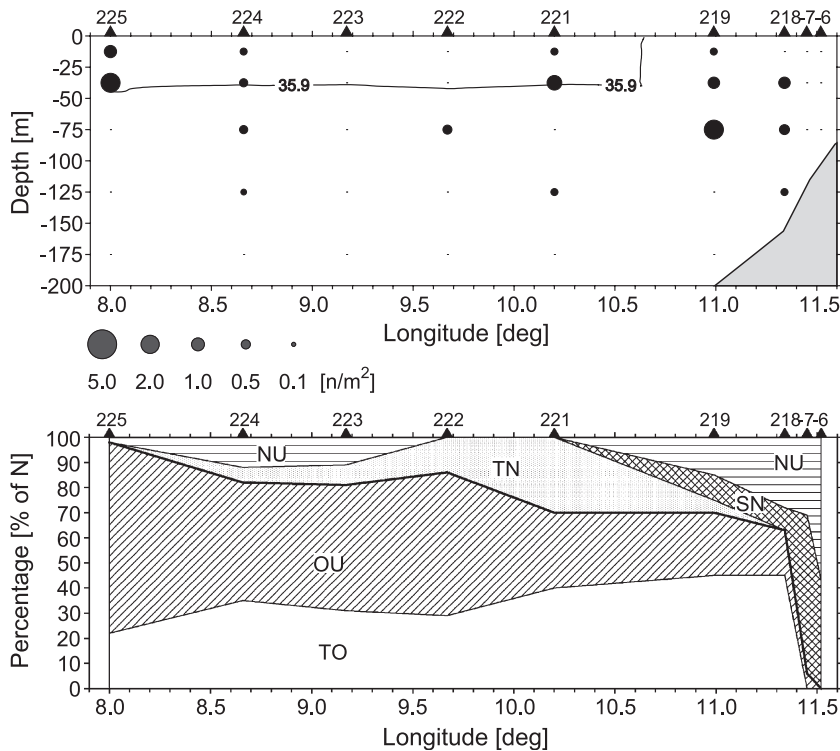 225 224 223 222 221 219 218 -7 -6
0
-25
-50
-75
-100
-125
-150
-175
-200
Depth [m]
35.9 35.9
8.0 8.5 9.0 9.5 10.0 10.5 11.0 11.5
Longitude [deg]
5.0 2.0 1.0 0.5 0.1 [n/m²]
225 224 223 222 221 219 218 -7 -6
100
90
80
70
60
50
40
30
20
10
0
Percentage [% of N]
NU TN NU
SN
OU
TO
8.0 8.5 9.0 9.5 10.0 10.5 11.0 11.5
Longitude [deg]